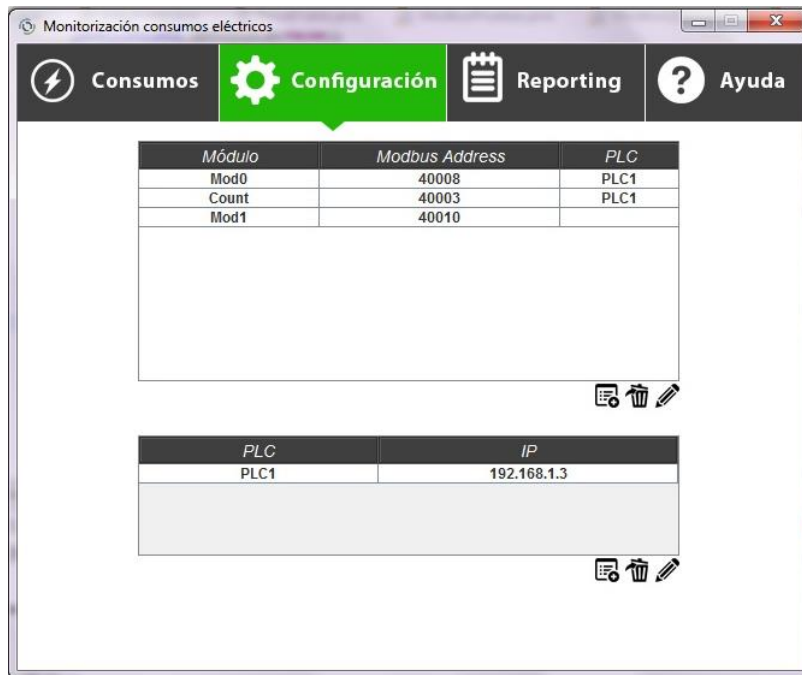 Monitorización consumos eléctricos
Consumos Configuración Reporting ? Ayuda
Módulo Modbus Address PLC
Mod0 40008 PLC1
Count 40003 PLC1
Mod1 40010
PLC IP
PLC1 192.168.1.3